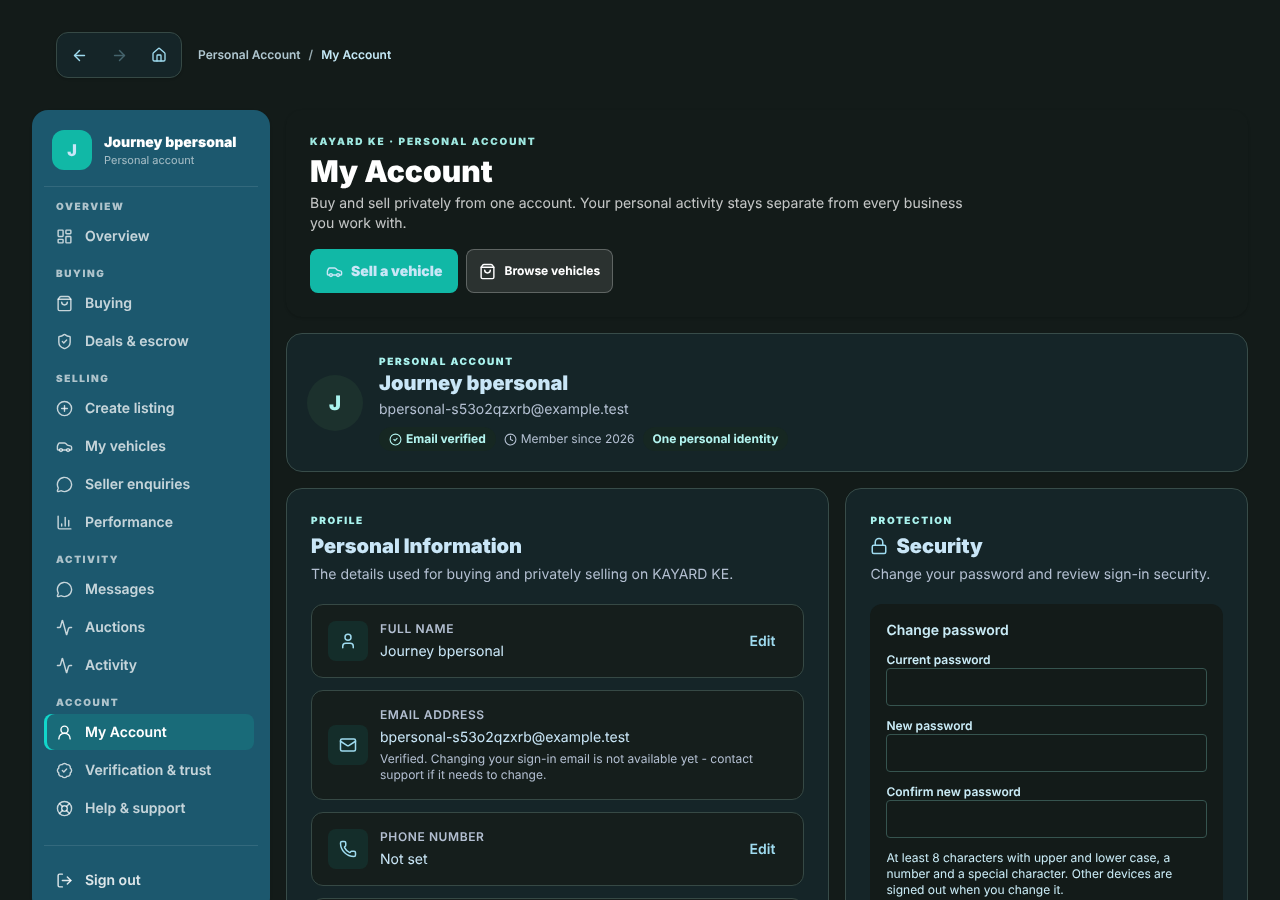 Personal Account / My Account
J
Journey bpersonal
Personal account
OVERVIEW
Overview
BUYING
Buying
Deals & escrow
SELLING
Create listing
My vehicles
Seller enquiries
Performance
ACTIVITY
Messages
Auctions
Activity
ACCOUNT
My Account
Verification & trust
Help & support
Sign out
KAYARD KE · PERSONAL ACCOUNT
My Account
Buy and sell privately from one account. Your personal activity stays separate from every business
you work with.
Sell a vehicle
Browse vehicles
J
PERSONAL ACCOUNT
Journey bpersonal
bpersonal-s53o2qzxrb@example.test
Email verified
Member since 2026
One personal identity
PROFILE
Personal Information
The details used for buying and privately selling on KAYARD KE.
FULL NAME
Journey bpersonal
Edit
EMAIL ADDRESS
bpersonal-s53o2qzxrb@example.test
Verified. Changing your sign-in email is not available yet - contact
support if it needs to change.
PHONE NUMBER
Not set
Edit
PROTECTION
Security
Change your password and review sign-in security.
Change password
Current password
New password
Confirm new password
At least 8 characters with upper and lower case, a
number and a special character. Other devices are
signed out when you change it.